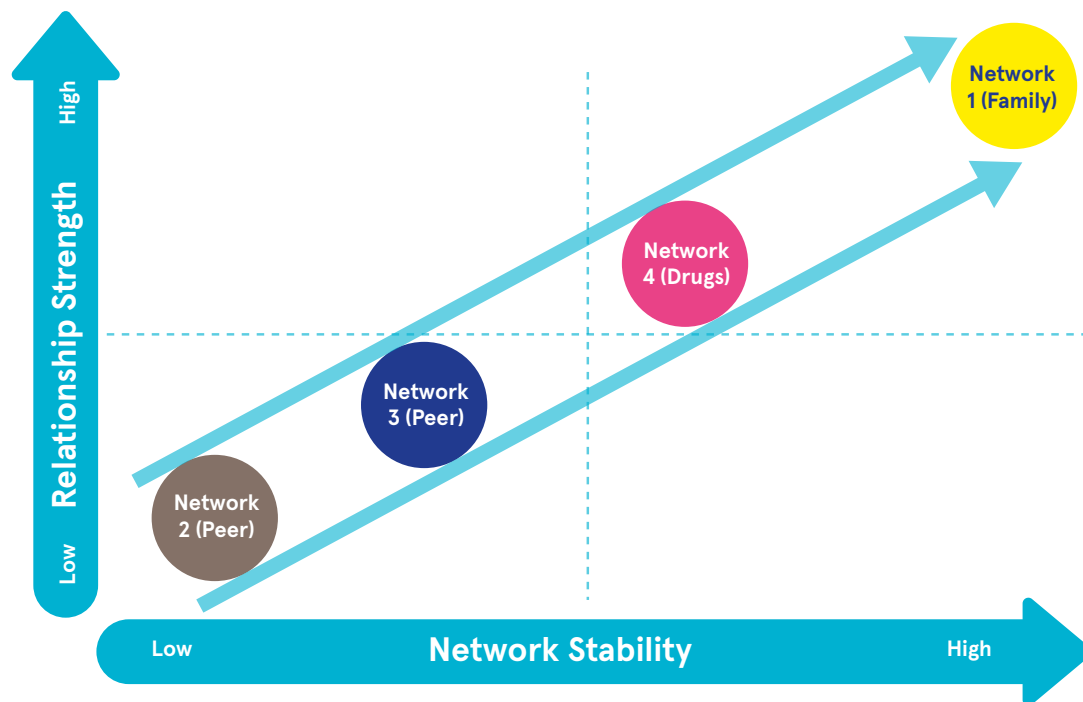 High
Relationship Strength
Low
Network
1 (Family)
Network
4 (Drugs)
Network
3 (Peer)
Network
2 (Peer)
Low
Network Stability
High